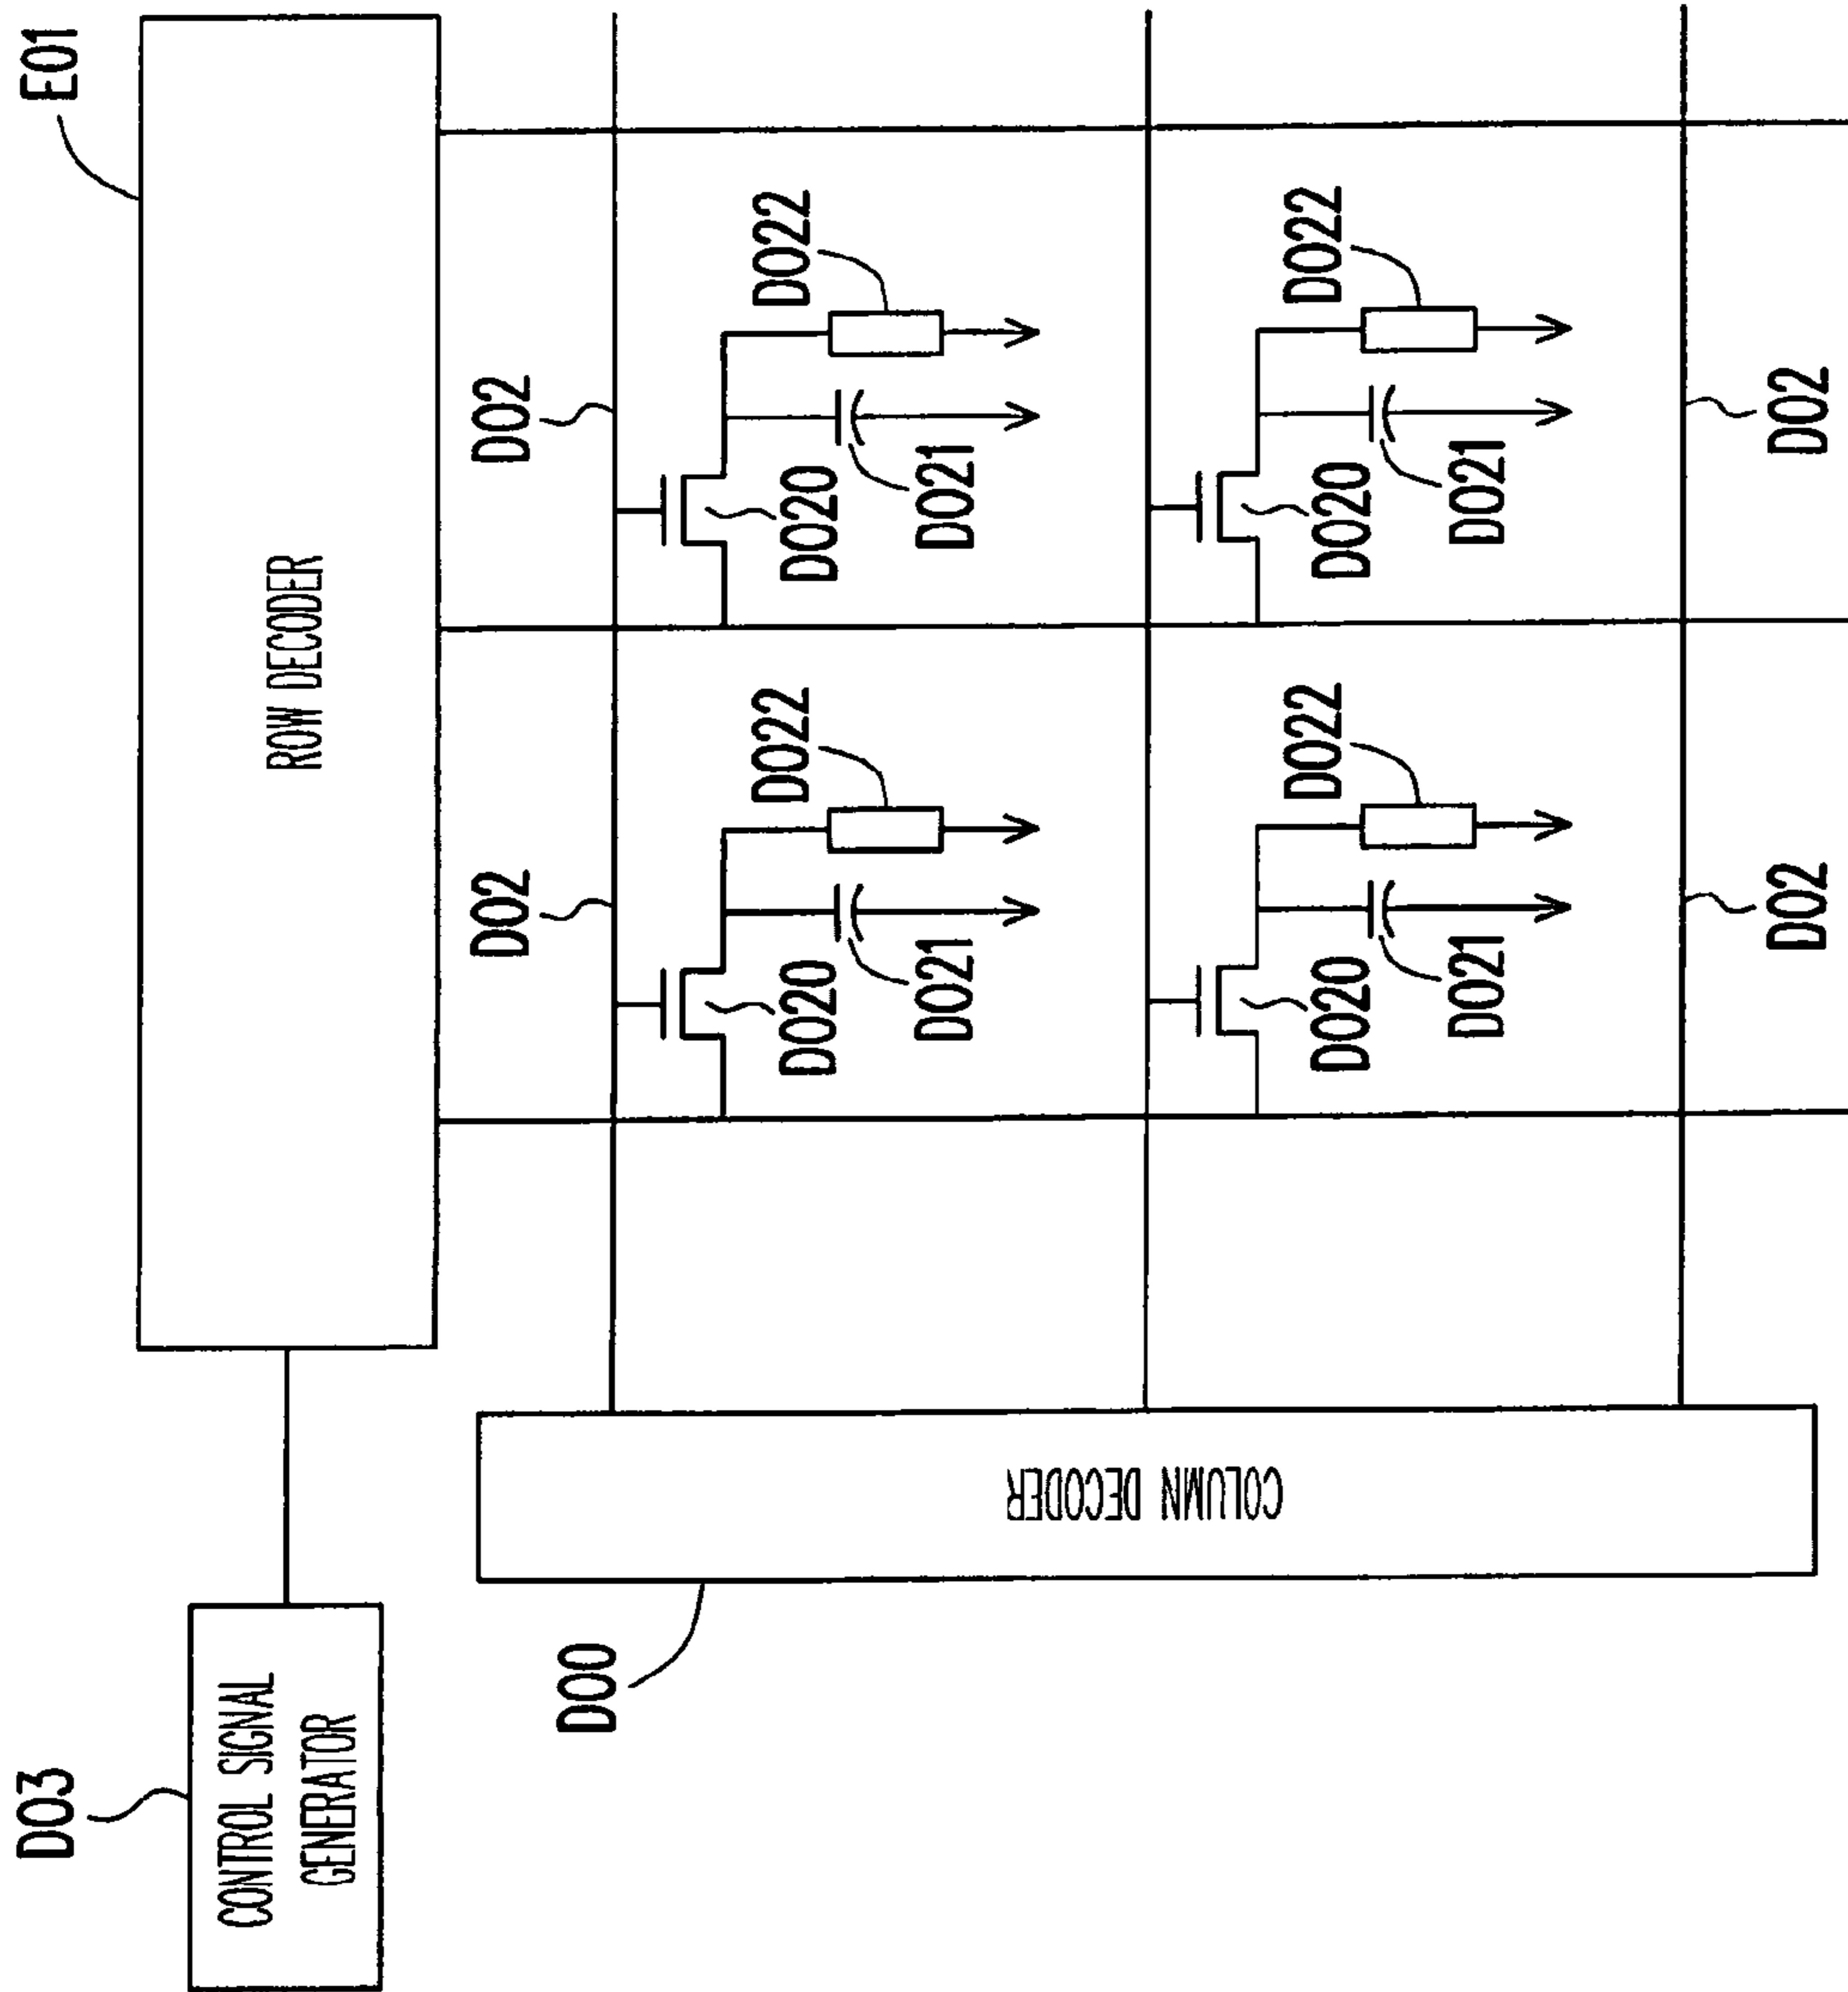 D03
E01
CONTROL SIGNAL
GENERATOR
ROW DECODER
D02
D02
D00
D022
D022
D020
D020
D021
D021
COLUMN DECODER
D022
D022
D020
D020
D021
D021
D02
D02